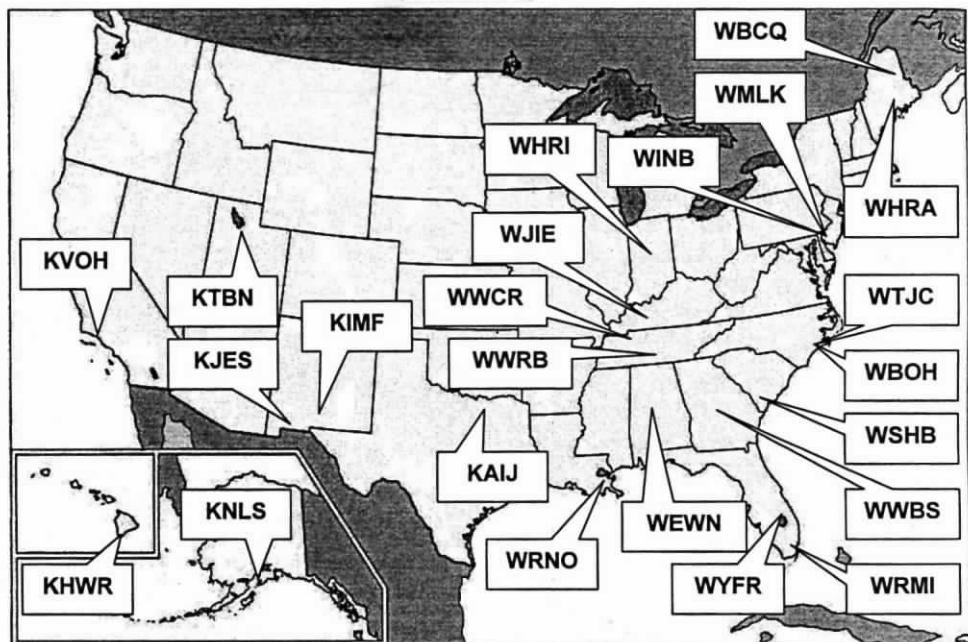 WBCQ
WMLK
WHRI
WINB
WHRA
WJIE
KVOH
KTBN
WWCR
WTJC
KIMF
KJES
WWRB
WBOH
WSHB
KAIJ
KNLS
WRNO
WEWN
WWBS
KHWR
WYFR
WRMI